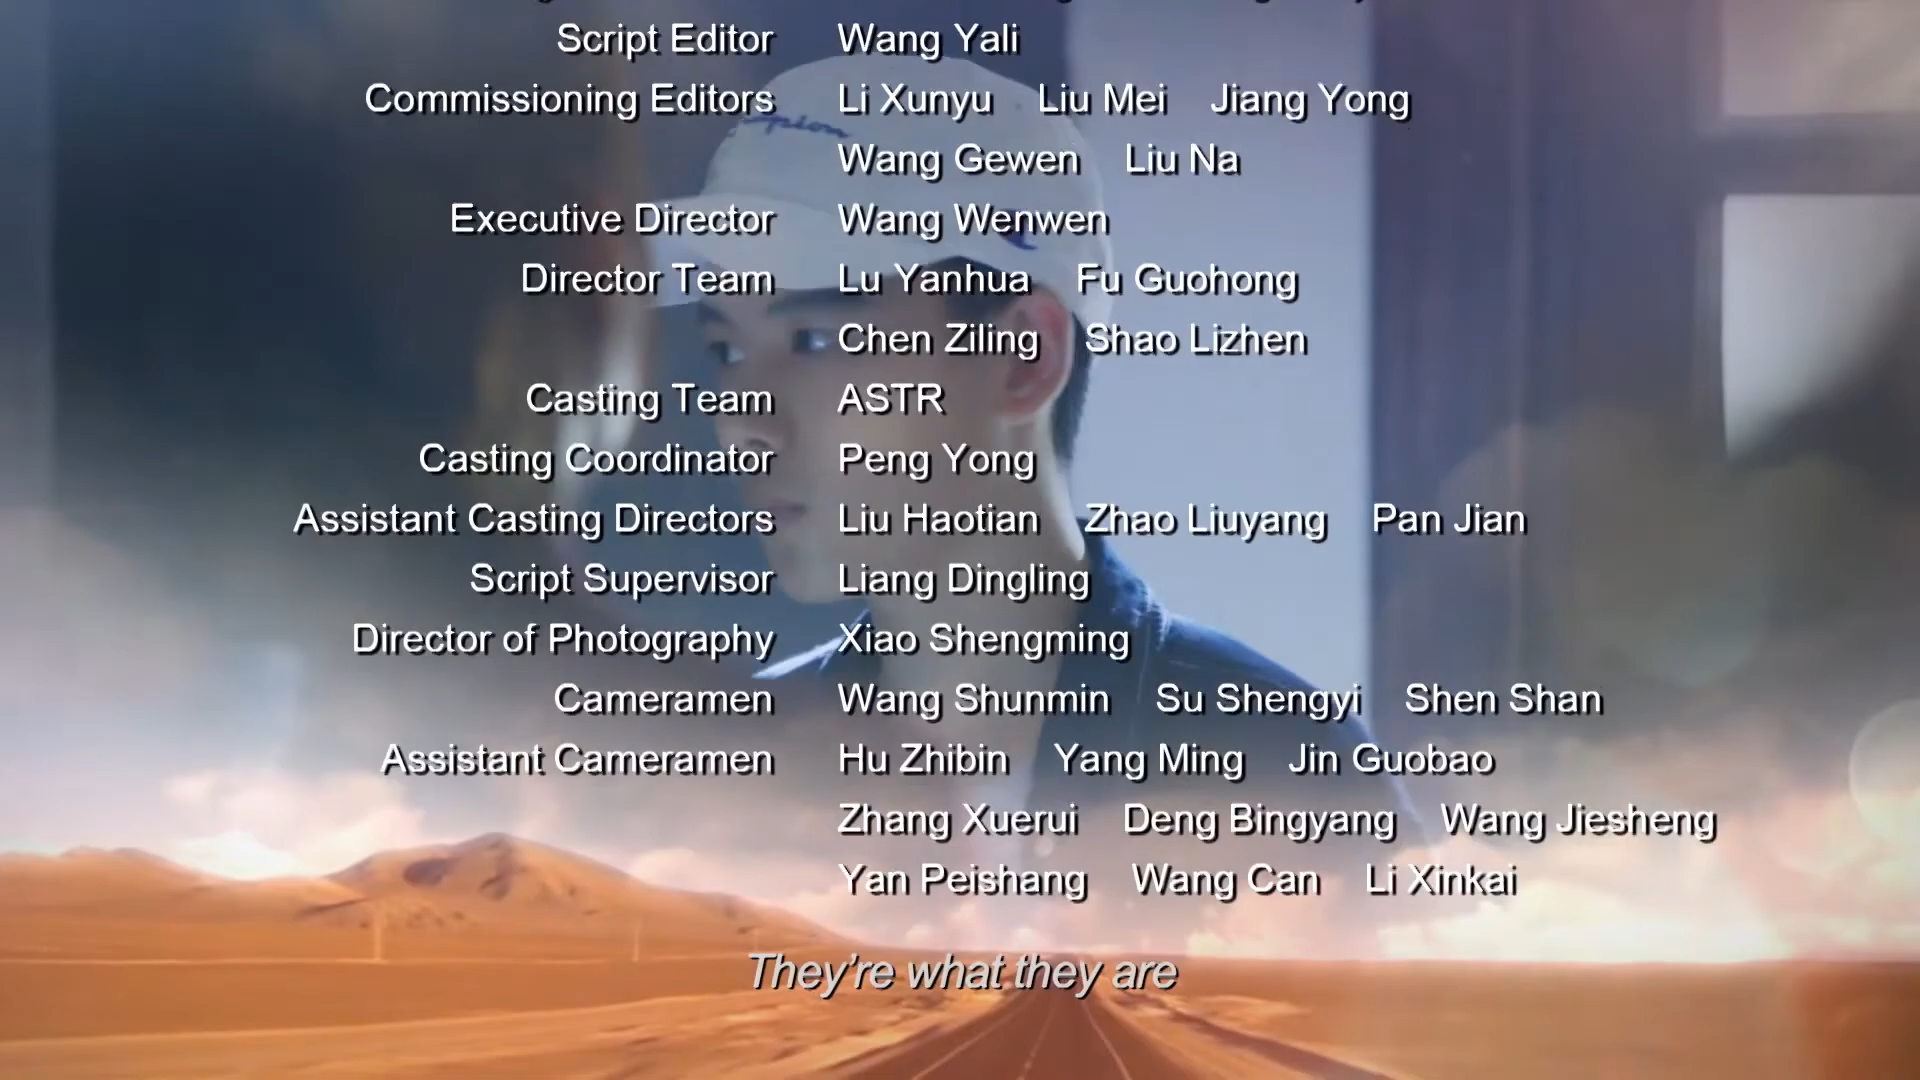 Script Editor Wang Yali
Commissioning Editors Li Xunyu Liu Mei Jiang Yong
Wang Gewen Liu Na
Executive Director Wang Wenwen
Director Team Lu Yanhua Fu Guohong
Chen Ziling Shao Lizhen
Casting Team ASTR
Casting Coordinator Peng Yong
Assistant Casting Directors Liu Haotian Zhao Liuyang Pan Jian
Script Supervisor Liang Dingling
Director of Photography Xiao Shengming
Cameramen Wang Shunmin Su Shengyi Shen Shan
Assistant Cameramen Hu Zhibin Yang Ming Jin Guobao
Zhang Xuerui Deng Bingyang Wang Jiesheng
Yan Peishang Wang Can Li Xinkai
They're what they are